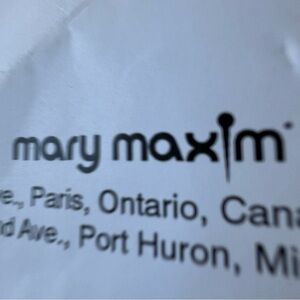 mary maxim
e., Paris, Ontario, Cana
d Ave., Port Huron, Mi